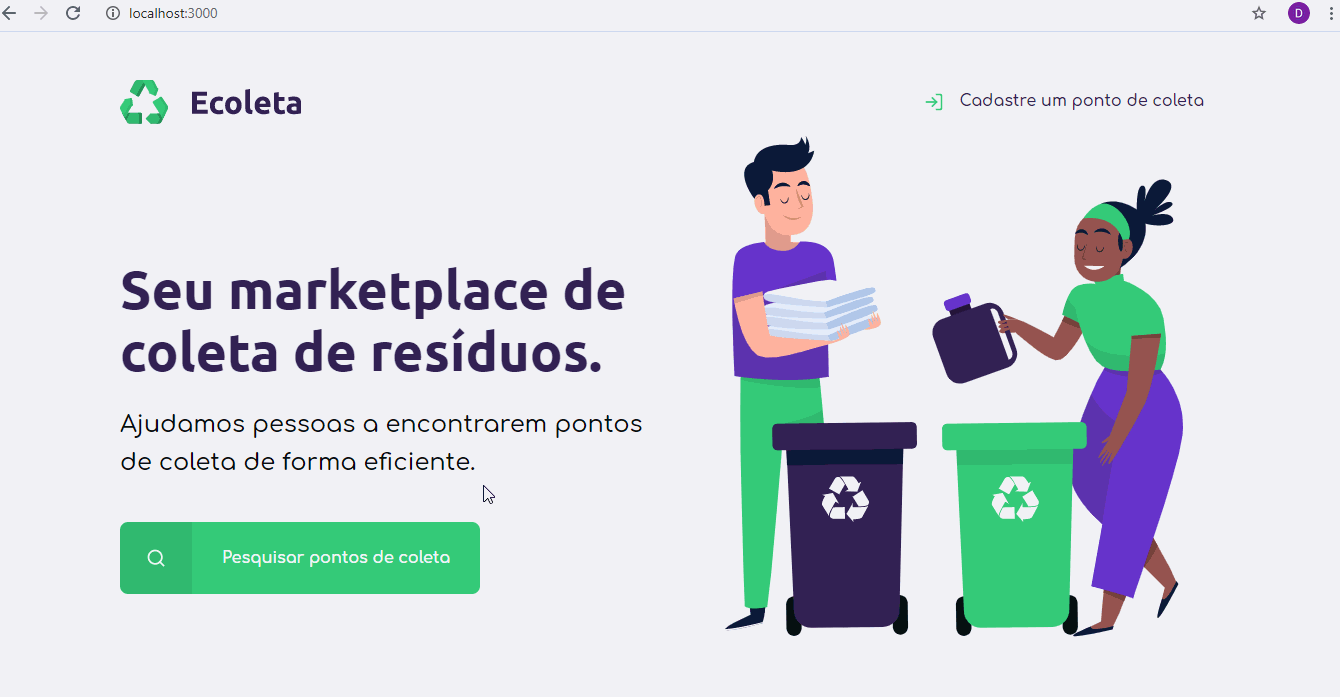 localhost:3000
D
Ecoleta
Cadastre um ponto de coleta
Seu marketplace de
coleta de resíduos.
Ajudamos pessoas a encontrarem pontos
de coleta de forma eficiente.
Pesquisar pontos de coleta